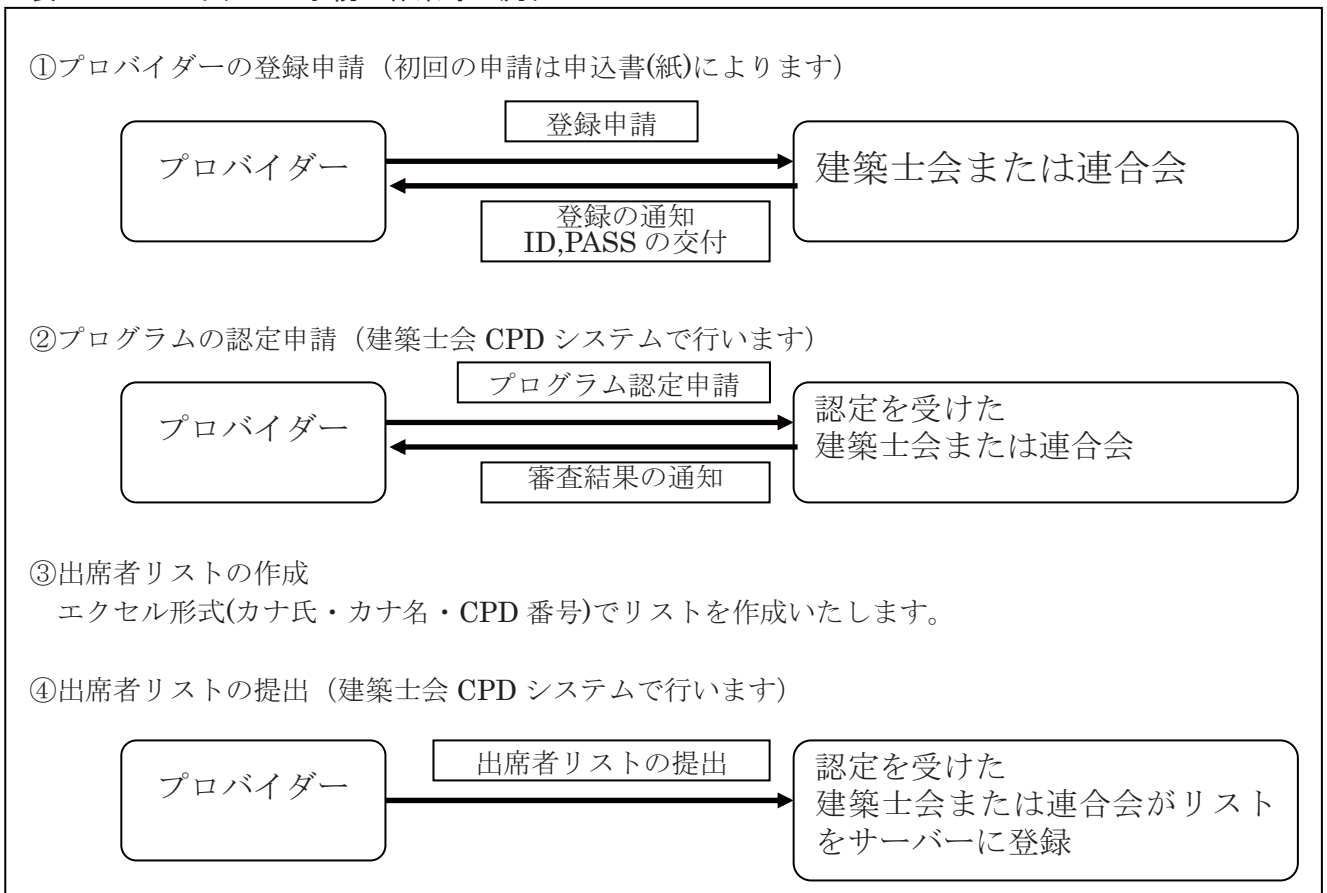 ①プロバイダーの登録申請（初回の申請は申込書(紙)によります）
登録申請
プロバイダー
建築士会または連合会
登録の通知
ID,PASS の交付
②プログラムの認定申請（建築士会 CPD システムで行います）
プログラム認定申請
プロバイダー
認定を受けた
建築士会または連合会
審査結果の通知
③出席者リストの作成
エクセル形式(カナ氏・カナ名・CPD 番号)でリストを作成いたします。
④出席者リストの提出（建築士会 CPD システムで行います）
出席者リストの提出
プロバイダー
認定を受けた
建築士会または連合会がリスト
をサーバーに登録